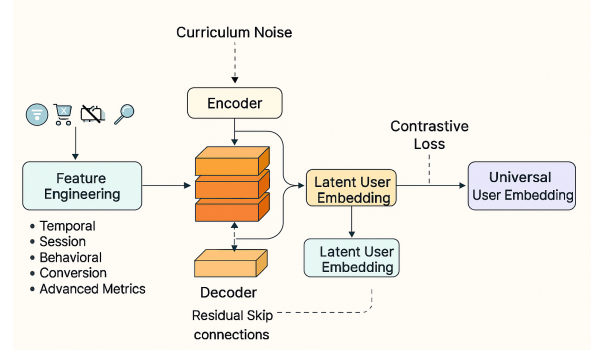 Curriculum Noise
Encoder
Contrastive
Loss
Feature
Engineering
Latent User
Embedding
Universal
User Embedding
• Temporal
• Session
• Behavioral
• Conversion
• Advanced Metrics
Latent User
Embedding
Decoder
Residual Skip
connections